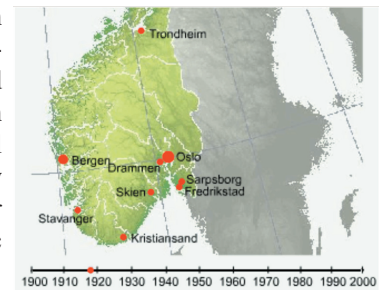 Trondheim
Bergen
Oslo
Drammen
Sarpsborg
Skien
Fredrikstad
Stavanger
Kristiansand
1900 1910 1920 1930 1940 1950 1960 1970 1980 1990 2000